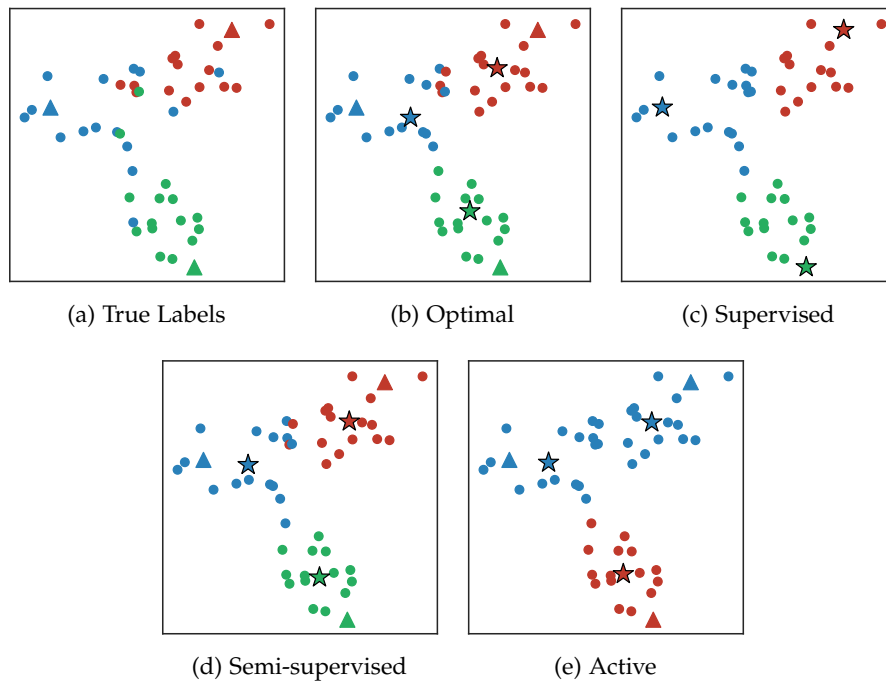 (a) True Labels
(b) Optimal
(c) Supervised
(d) Semi-supervised
(e) Active